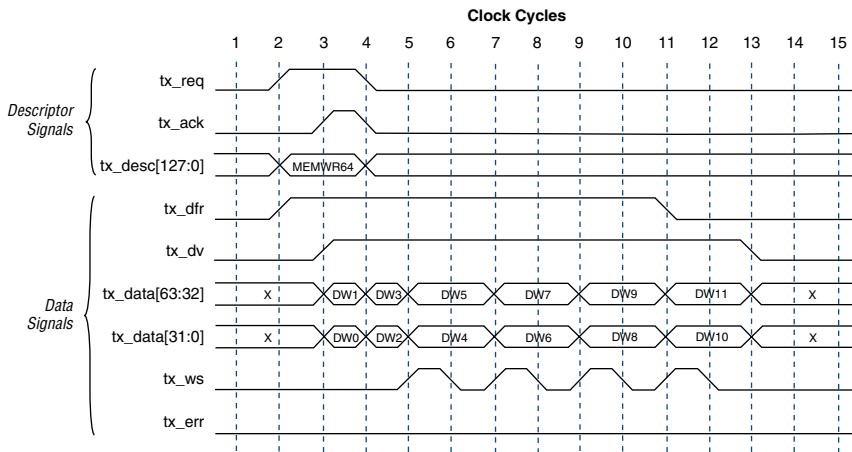 Clock Cycles
1 2 3 4 5 6 7 8 9 10 11 12 13 14 15
Descriptor
Signals
tx_req
tx_ack
tx_desc[127:0] MEMWR64
Data
Signals
tx_dfr
tx_dv
tx_data[63:32] X DW1 DW3 DW5 DW7 DW9 DW11 X
tx_data[31:0] X DW0 DW2 DW4 DW6 DW8 DW10 X
tx_ws
tx_err